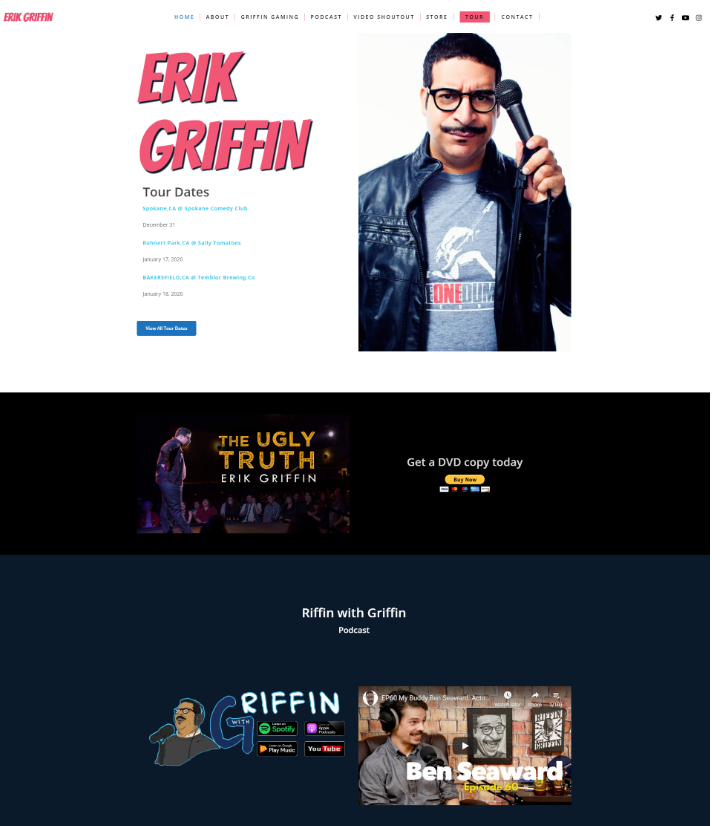 ERIK GRIFFIN
HOME
ABOUT
GRIFFIN GAMING
PODCAST
VIDEO SHOUTOUT
STORE
TOUR
CONTACT
ERIK
GRIFFIN
Tour Dates
Spokane,CA @ Spokane Comedy Club
December 31
Rohnert Park,CA @ Sally Tomatoes
January 17, 2020
BAKERSFIELD,CA @ Temblor Brewing Co
January 18, 2020
View All Tour Dates
THE UGLY
TRUTH
ERIK GRIFFIN
Get a DVD copy today
Buy Now
Riffin with Griffin
Podcast
RIFFIN
WITH
G
Listen on
Spotify
Listen on
Apple
Podcasts
Listen on Google
Play Music
YouTube
EP60 My Buddy Ben Seaward: Acto...
Share
RIFFIN
GRIFFIN
Ben Seaward
Episode 60